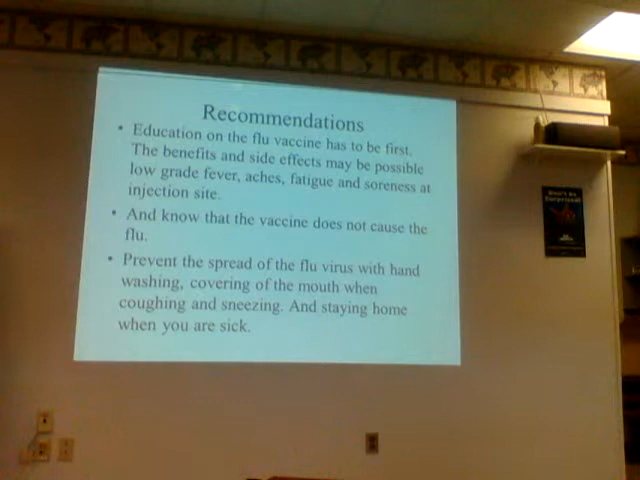 Recommendations
• Education on the flu vaccine has to be first.
The benefits and side effects may be possible
low grade fever, aches, fatigue and soreness at
injection site.
• And know that the vaccine does not cause the
flu.
• Prevent the spread of the flu virus with hand
washing, covering of the mouth when
coughing and sneezing. And staying home
when you are sick.